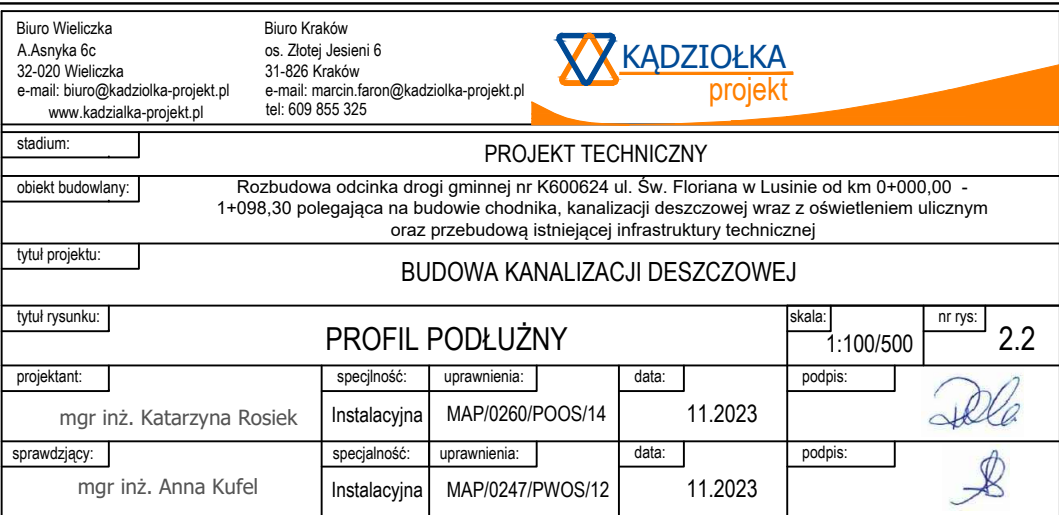 Biuro Wieliczka
A.Asnyka 6c
32-020 Wieliczka
e-mail: biuro@kadziolka-projekt.pl
www.kadzialka-projekt.pl
Biuro Kraków
os. Złotej Jesieni 6
31-826 Kraków
e-mail: marcin.faron@kadziolka-projekt.pl
tel: 609 855 325
KĄDZIOŁKA
projekt
stadium:
PROJEKT TECHNICZNY
obiekt budowlany:
Rozbudowa odcinka drogi gminnej nr K600624 ul. Św. Floriana w Lusinie od km 0+000,00 -
1+098,30 polegająca na budowie chodnika, kanalizacji deszczowej wraz z oświetleniem ulicznym
oraz przebudową istniejącej infrastruktury technicznej
tytuł projektu:
BUDOWA KANALIZACJI DESZCZOWEJ
tytuł rysunku:
PROFIL PODŁUŻNY
skala:
1:100/500
nr rys:
2.2
projektant:
mgr inż. Katarzyna Rosiek
specjlność:
Instalacyjna
uprawnienia:
MAP/0260/POOS/14
data:
11.2023
podpis:
sprawdzjący:
mgr inż. Anna Kufel
specjalność:
Instalacyjna
uprawnienia:
MAP/0247/PWOS/12
data:
11.2023
podpis: